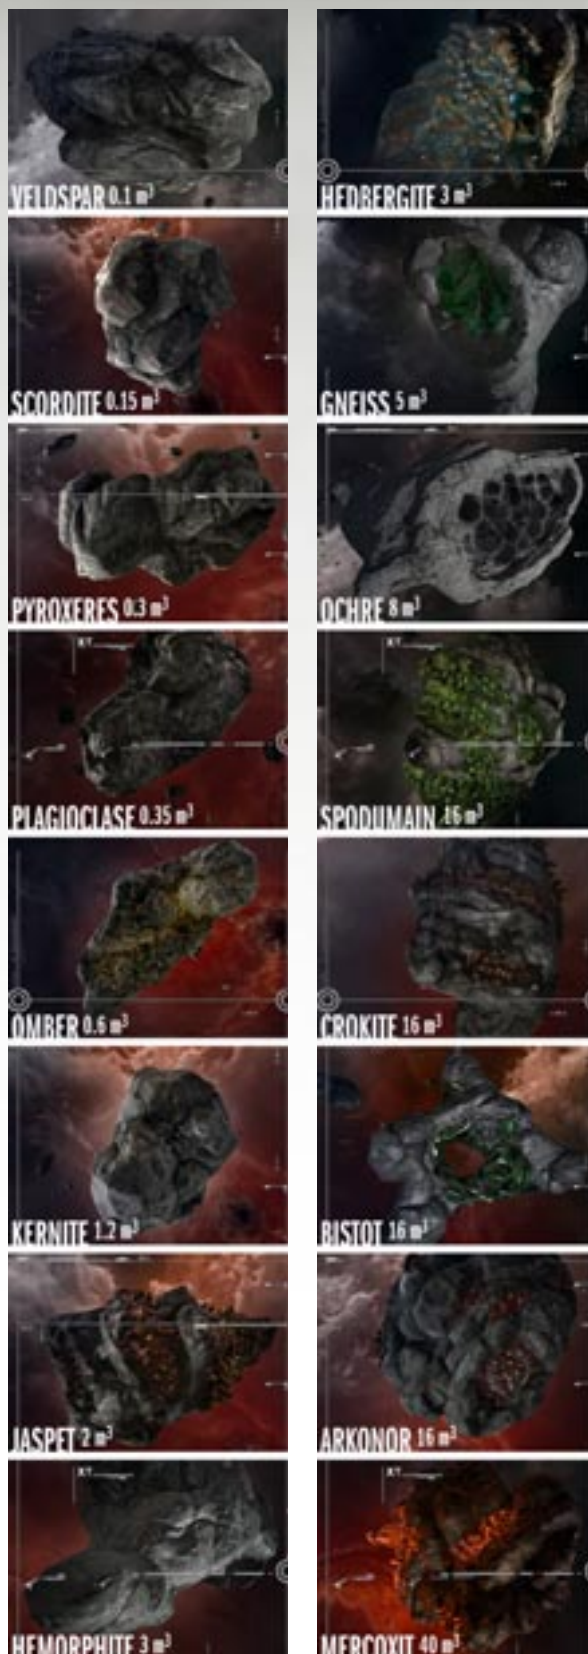 VELDSPAR 0.1 m³
SCORDITE 0.15 m³
PYROXERES 0.3 m³
PLAGIOCLASE 0.35 m³
OMBER 0.6 m³
KERNITE 1.2 m³
JASPET 2 m³
HEMORPHITE 3 m³
HEDBERGITE 3 m³
GNEISS 5 m³
OCHRE 8 m³
SPODUMAIN 16 m³
CROKITE 16 m³
BISTOT 16 m³
ARKONOR 16 m³
MERCOXIT 40 m³